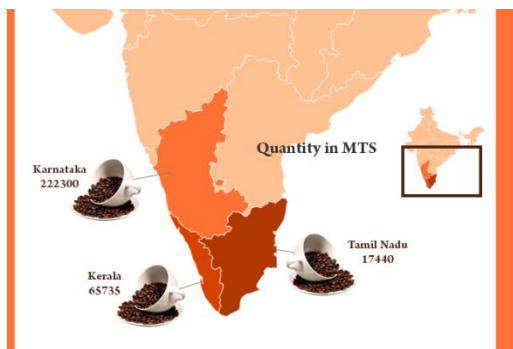 Quantity in MTS
Karnataka
222300
Tamil Nadu
17440
Kerala
65735